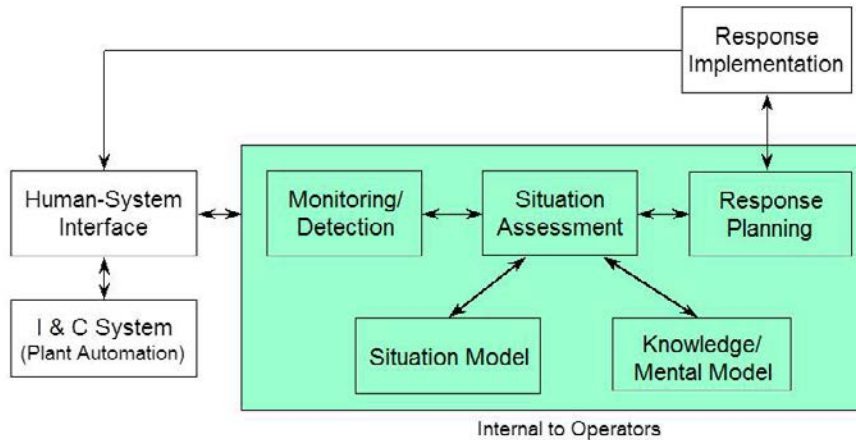 Response
Implementation
Human-System
Interface
Monitoring/
Detection
Situation
Assessment
Response
Planning
I & C System
(Plant Automation)
Situation Model
Knowledge/
Mental Model
Internal to Operators